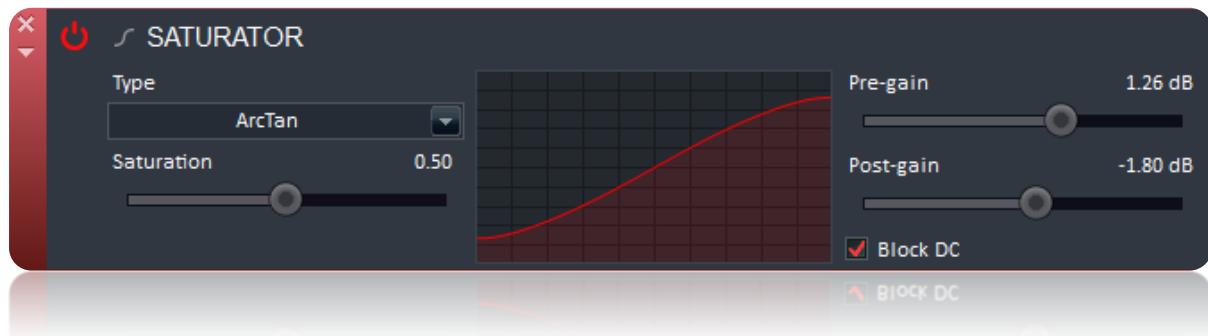 SATURATOR
Type
ArcTan
Saturation 0.50
Pre-gain 1.26 dB
Post-gain -1.80 dB
Block DC